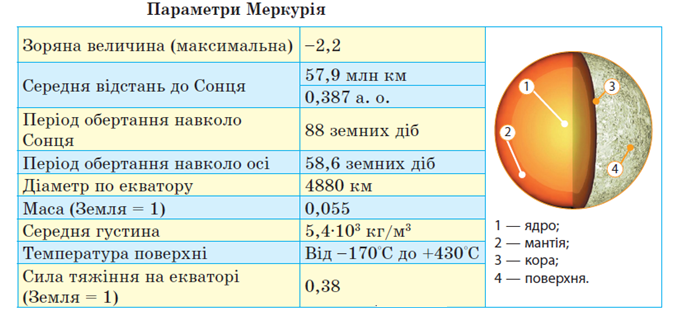 Параметри Меркурія
Зоряна величина (максимальна) −2,2
Середня відстань до Сонця
57,9 млн км
0,387 а. о.
Період обертання навколо
Сонця
88 земних діб
Період обертання навколо осі 58,6 земних діб
Діаметр по екватору 4880 км
Маса (Земля = 1) 0,055
Середня густина 5,4·10³ кг/м³
Температура поверхні Від −170°С до +430°С
Сила тяжіння на екваторі
(Земля = 1)
0,38
1
2
3
4
1 — ядро;
2 — мантія;
3 — кора;
4 — поверхня.